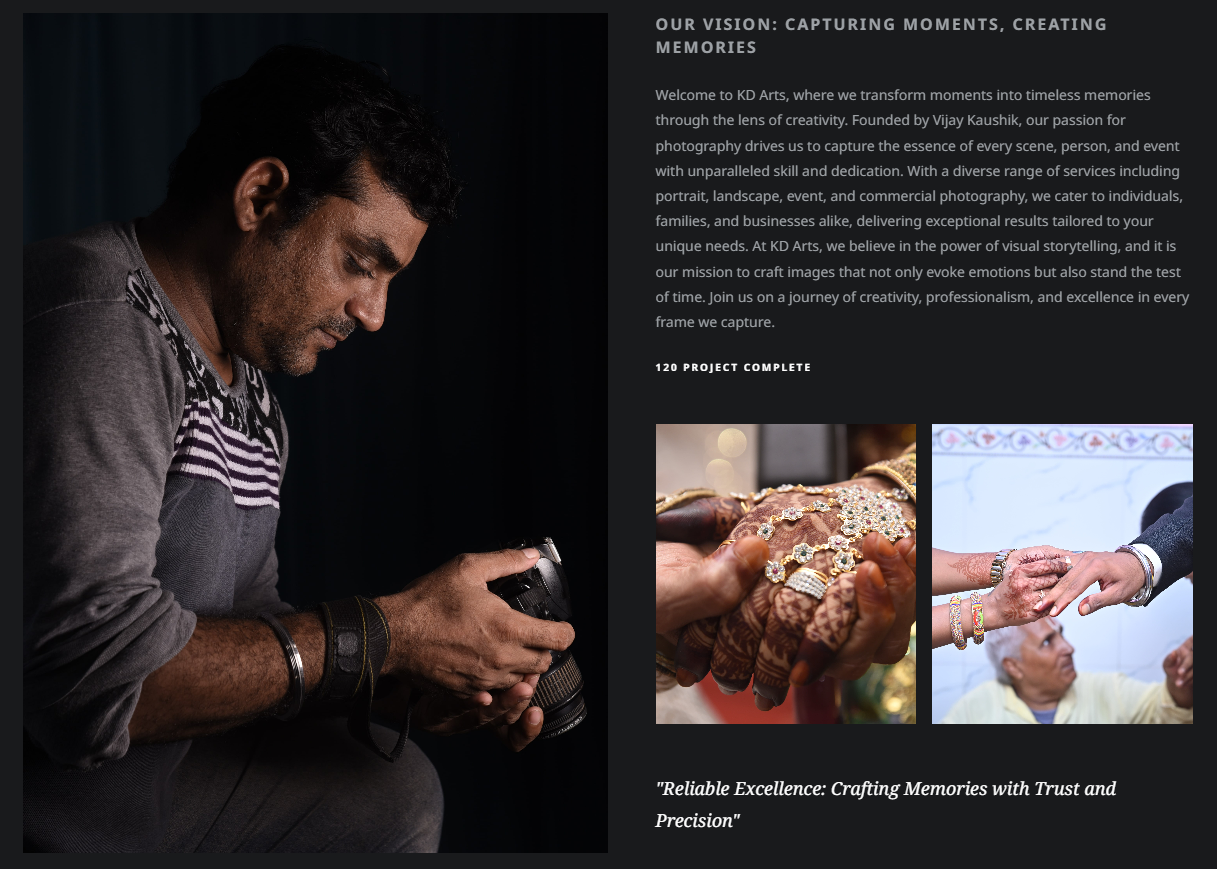 OUR VISION: CAPTURING MOMENTS, CREATING
MEMORIES
Welcome to KD Arts, where we transform moments into timeless memories
through the lens of creativity. Founded by Vijay Kaushik, our passion for
photography drives us to capture the essence of every scene, person, and event
with unparalleled skill and dedication. With a diverse range of services including
portrait, landscape, event, and commercial photography, we cater to individuals,
families, and businesses alike, delivering exceptional results tailored to your
unique needs. At KD Arts, we believe in the power of visual storytelling, and it is
our mission to craft images that not only evoke emotions but also stand the test
of time. Join us on a journey of creativity, professionalism, and excellence in every
frame we capture.
120 PROJECT COMPLETE
"Reliable Excellence: Crafting Memories with Trust and
Precision"